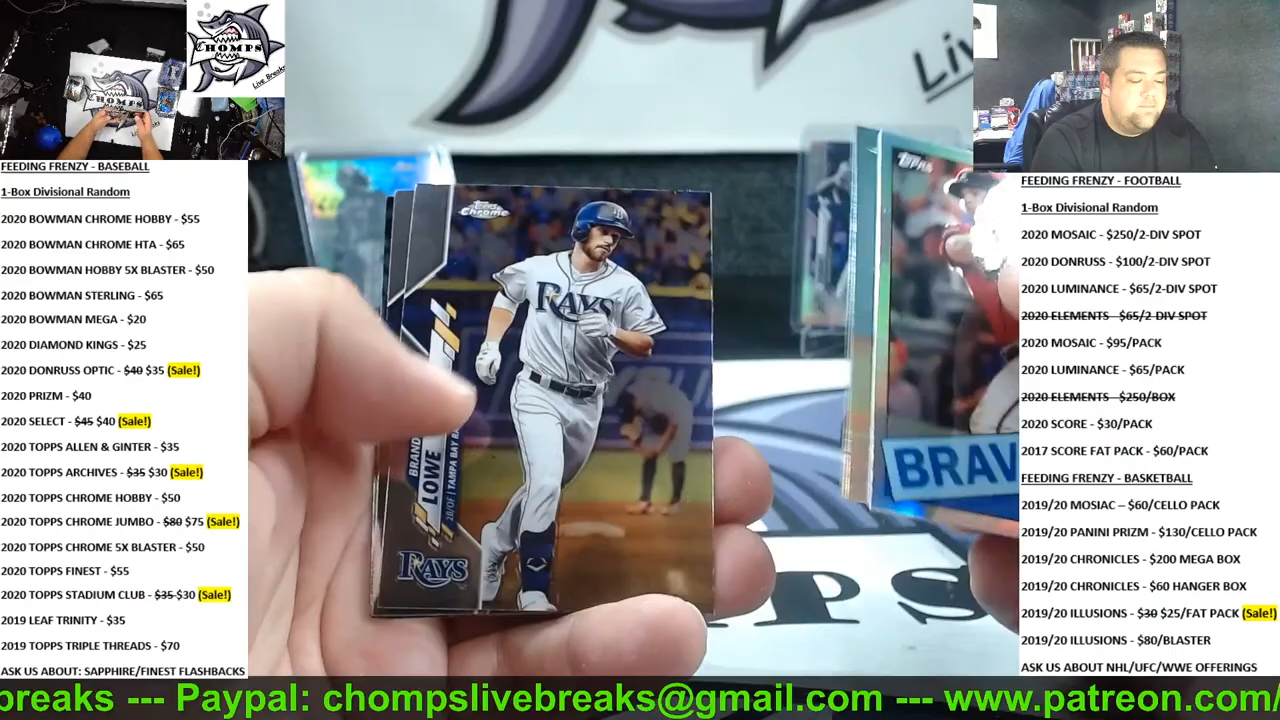 CHOMPS
Live Breaks
CHOMPS
Liv
FEEDING FRENZY - BASEBALL
1-Box Divisional Random
2020 BOWMAN CHROME HOBBY - $55
2020 BOWMAN CHROME HTA - $65
2020 BOWMAN HOBBY 5X BLASTER - $50
2020 BOWMAN STERLING - $65
2020 BOWMAN MEGA - $20
2020 DIAMOND KINGS - $25
2020 DONRUSS OPTIC - $40 $35 (Sale!)
2020 PRIZM - $40
2020 SELECT - $45 $40 (Sale!)
2020 TOPPS ALLEN & GINTER - $35
2020 TOPPS ARCHIVES - $35 $30 (Sale!)
2020 TOPPS CHROME HOBBY - $50
2020 TOPPS CHROME JUMBO - $80 $75 (Sale!)
2020 TOPPS CHROME 5X BLASTER - $50
2020 TOPPS FINEST - $55
2020 TOPPS STADIUM CLUB - $35 $30 (Sale!)
2019 LEAF TRINITY - $35
2019 TOPPS TRIPLE THREADS - $70
ASK US ABOUT: SAPPHIRE/FINEST FLASHBACKS
Topps Chrome
RAYS
BRAND
LOWE
2B/OF | TAMPA BAY RA
RAYS
TOPPS
BRAV
MPS
FEEDING FRENZY - FOOTBALL
1-Box Divisional Random
2020 MOSAIC - $250/2-DIV SPOT
2020 DONRUSS - $100/2-DIV SPOT
2020 LUMINANCE - $65/2-DIV SPOT
2020 ELEMENTS - $65/2-DIV SPOT
2020 MOSAIC - $95/PACK
2020 LUMINANCE - $65/PACK
2020 ELEMENTS - $250/BOX
2020 SCORE - $30/PACK
2017 SCORE FAT PACK - $60/PACK
FEEDING FRENZY - BASKETBALL
2019/20 MOSIAC – $60/CELLO PACK
2019/20 PANINI PRIZM - $130/CELLO PACK
2019/20 CHRONICLES - $200 MEGA BOX
2019/20 CHRONICLES - $60 HANGER BOX
2019/20 ILLUSIONS - $30 $25/FAT PACK (Sale!)
2019/20 ILLUSIONS - $80/BLASTER
ASK US ABOUT NHL/UFC/WWE OFFERINGS
breaks --- Paypal: chompslivebreaks@gmail.com --- www.patreon.com/